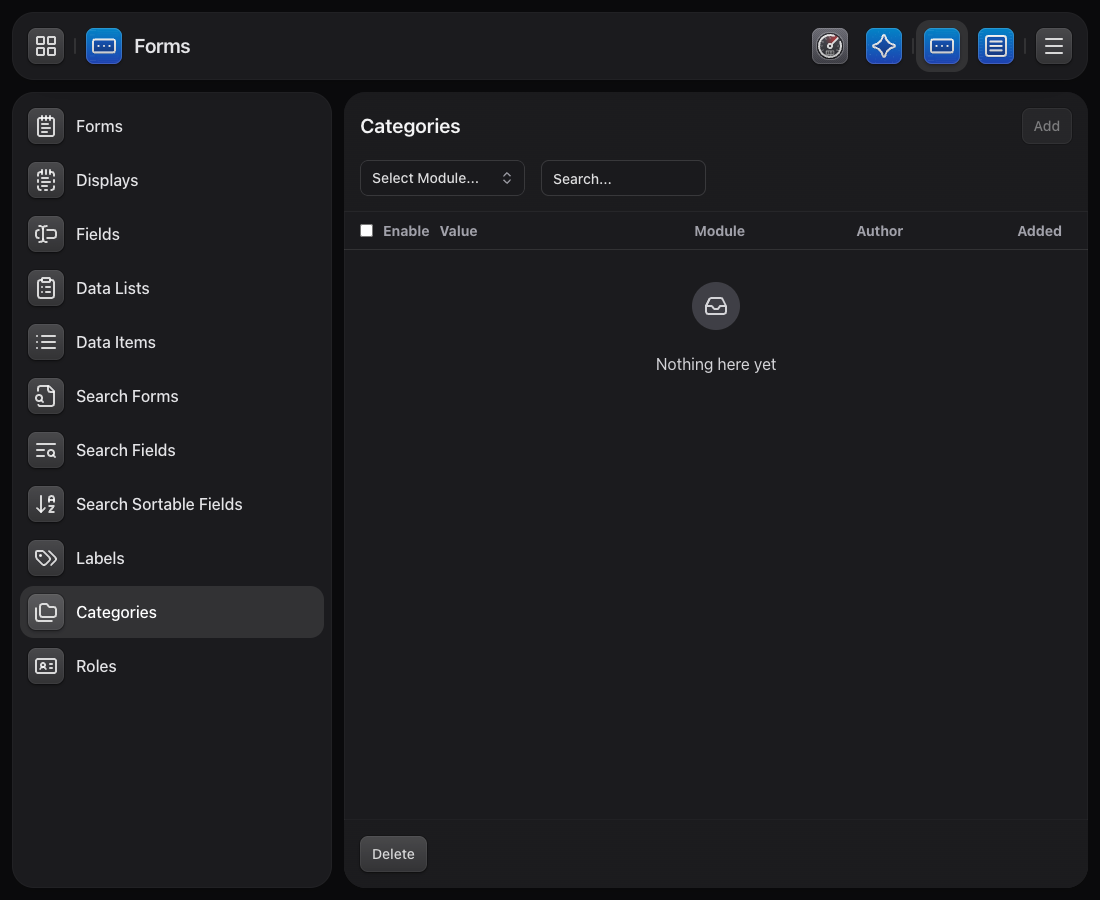 Forms
Forms
Displays
Fields
Data Lists
Data Items
Search Forms
Search Fields
Search Sortable Fields
Labels
Categories
Roles
Categories
Add
Select Module...
Search...
Enable Value Module Author Added
Nothing here yet
Delete